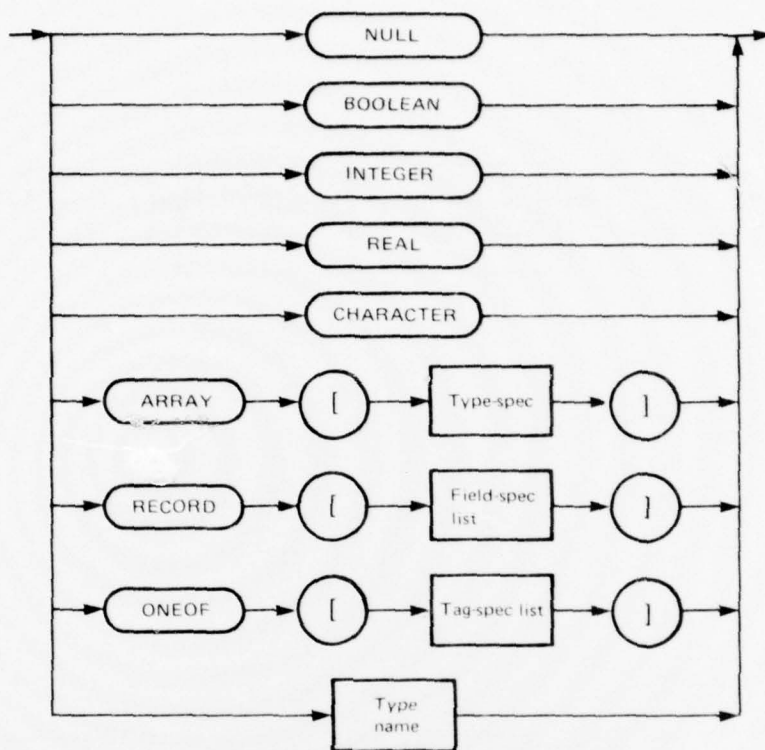 NULL
BOOLEAN
INTEGER
REAL
CHARACTER
ARRAY [ Type-spec ]
RECORD [ Field-spec
list ]
ONEOF [ Tag-spec list ]
Type
name